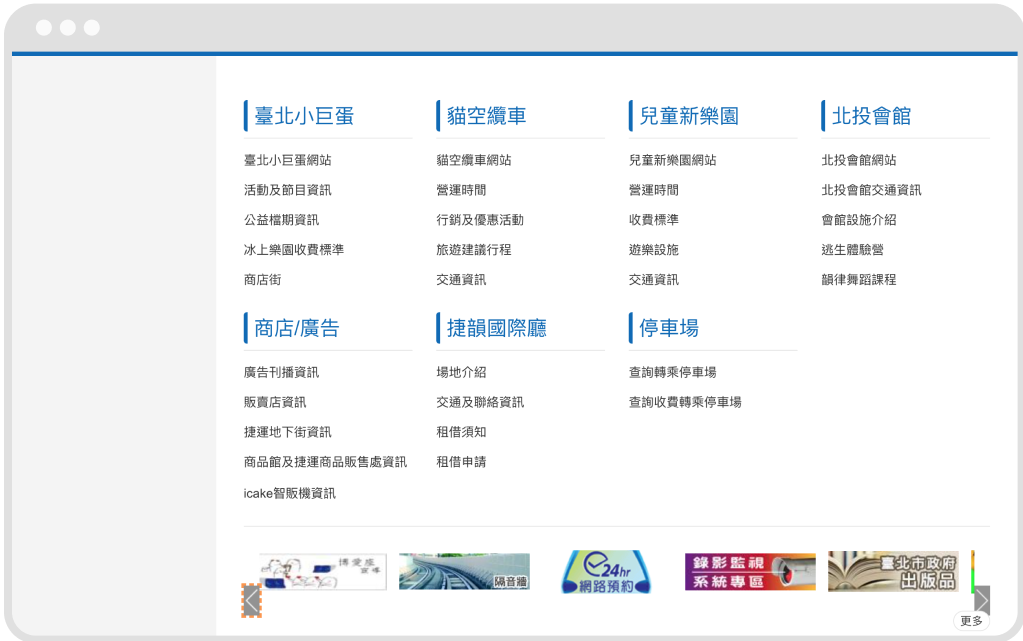 臺北小巨蛋
臺北小巨蛋網站
活動及節目資訊
公益檔期資訊
冰上樂園收費標準
商店街
貓空纜車
貓空纜車網站
營運時間
行銷及優惠活動
旅遊建議行程
交通資訊
兒童新樂園
兒童新樂園網站
營運時間
收費標準
遊樂設施
交通資訊
北投會館
北投會館網站
北投會館交通資訊
會館設施介紹
逃生體驗營
韻律舞蹈課程
商店/廣告
廣告刊播資訊
販賣店資訊
捷運地下街資訊
商品館及捷運商品販售處資訊
icake智販機資訊
捷韻國際廳
場地介紹
交通及聯絡資訊
租借須知
租借申請
停車場
查詢轉乘停車場
查詢收費轉乘停車場
博愛座
宣導
隔音牆
24hr
網路預約
錄影監視
系統專區
臺北市政府
出版品
更多